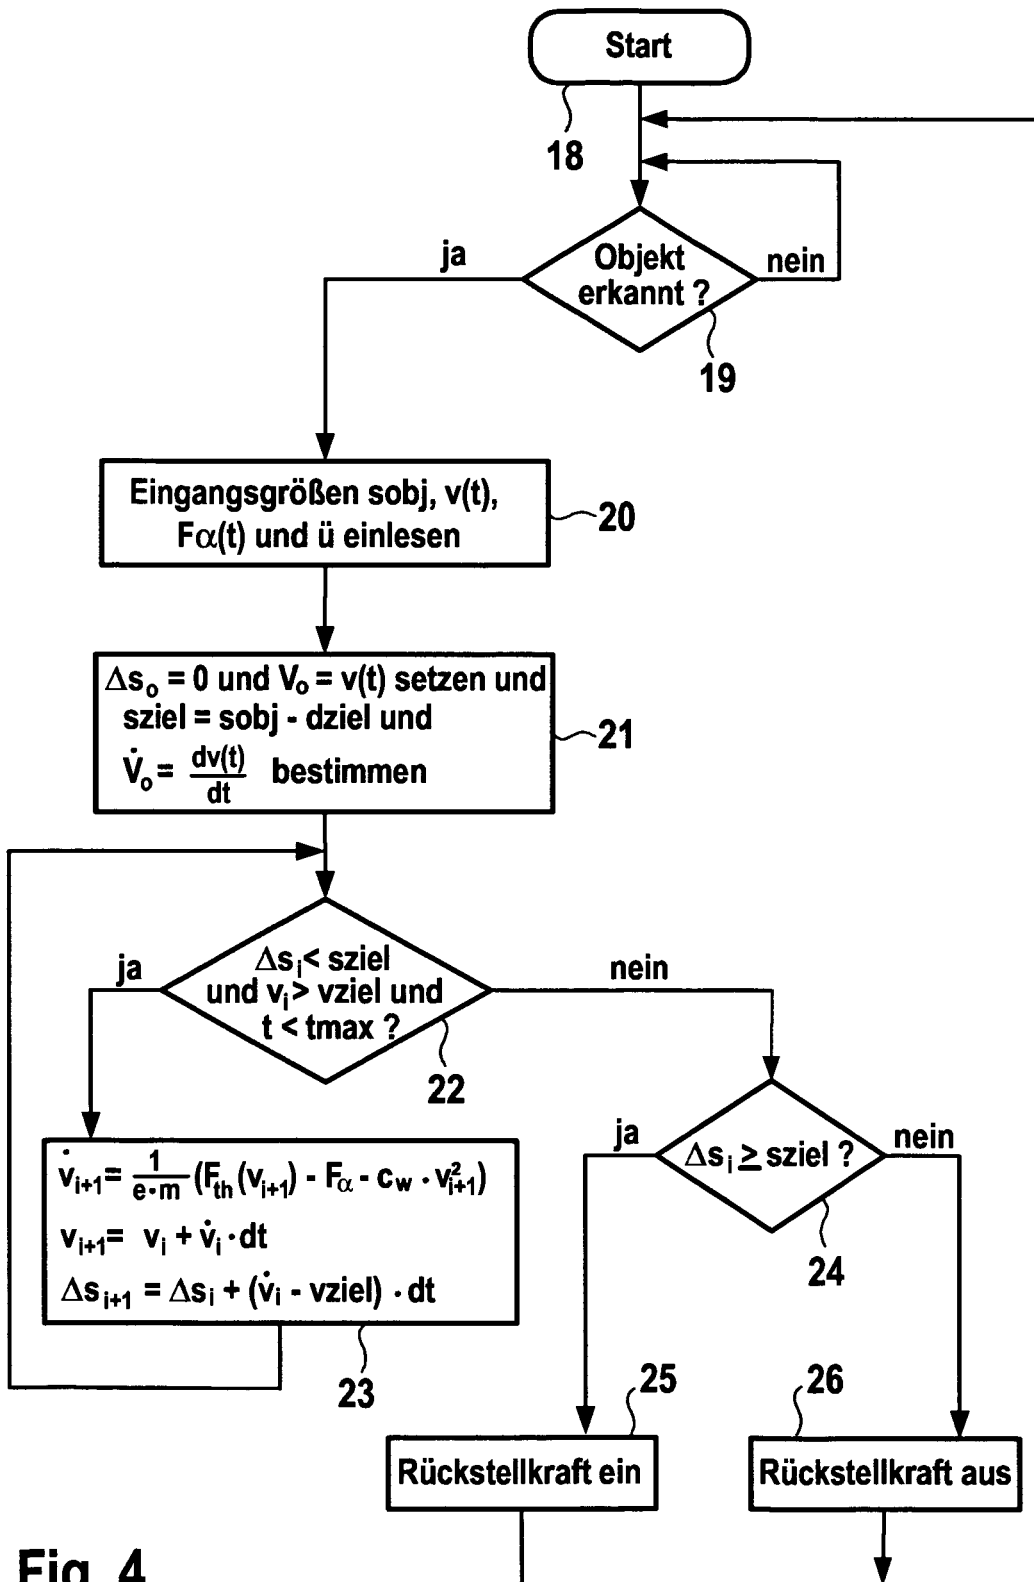 Start
18
Objekt
erkannt ?
ja
nein
19
Eingangsgrößen sobj, v(t),
Fα(t) und ü einlesen
20
Δs₀ = 0 und V₀ = v(t) setzen und
sziel = sobj - dziel und
V̇₀ = dv(t)/dt bestimmen
21
Δsᵢ < sziel
und vᵢ > vziel und
t < tmax ?
ja
nein
22
v̇ᵢ₊₁ = 1/(e·m) (F_th (vᵢ₊₁) - F_α - c_w · v²ᵢ₊₁)
vᵢ₊₁ = vᵢ + v̇ᵢ · dt
Δsᵢ₊₁ = Δsᵢ + (v̇ᵢ - vziel) · dt
23
Δsᵢ ≥ sziel ?
ja
nein
24
25
Rückstellkraft ein
26
Rückstellkraft aus
Fig. 4